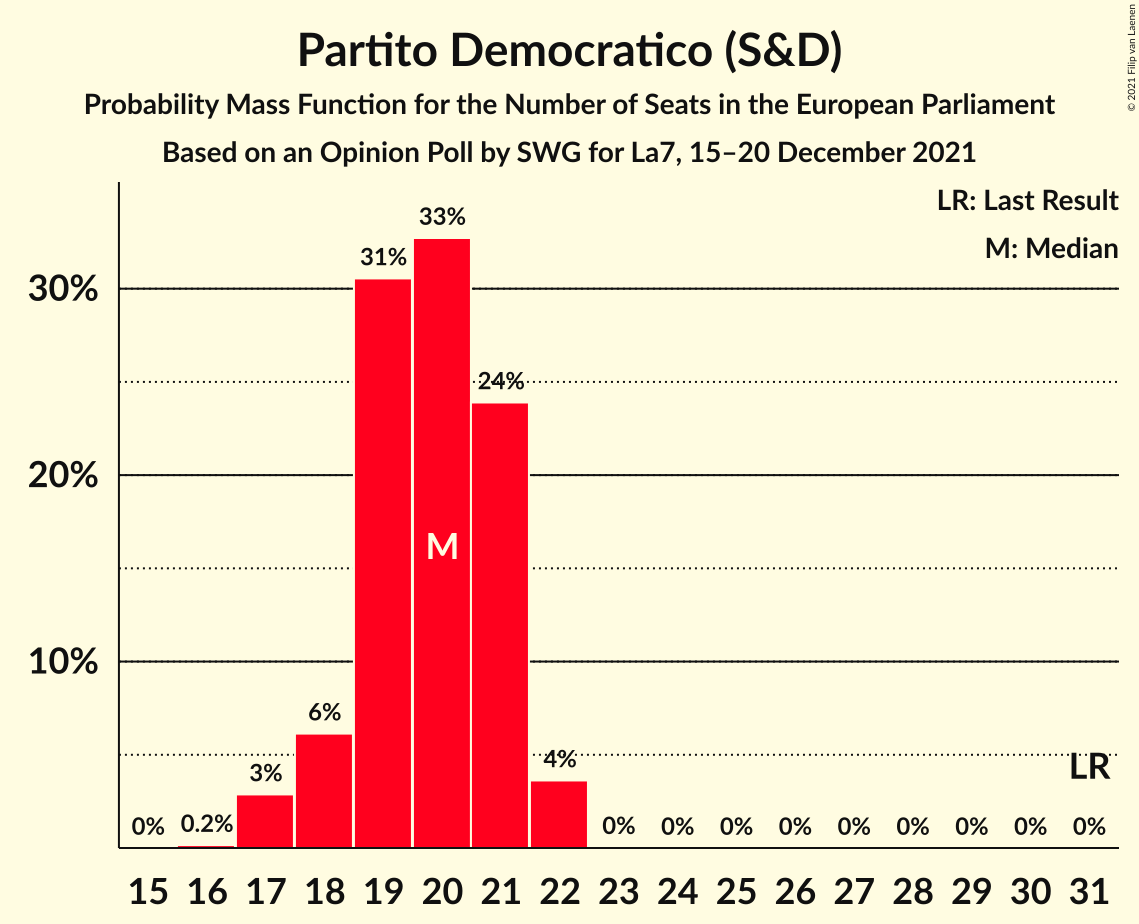 Partito Democratico (S&D)
Probability Mass Function for the Number of Seats in the European Parliament
Based on an Opinion Poll by SWG for La7, 15–20 December 2021
© 2021 Filip van Laenen
LR: Last Result
M: Median
30%
20%
10%
0%
0.2%
3%
6%
31%
33%
24%
4%
0%
0%
0%
0%
0%
0%
0%
0%
0%
M
LR
15 16 17 18 19 20 21 22 23 24 25 26 27 28 29 30 31